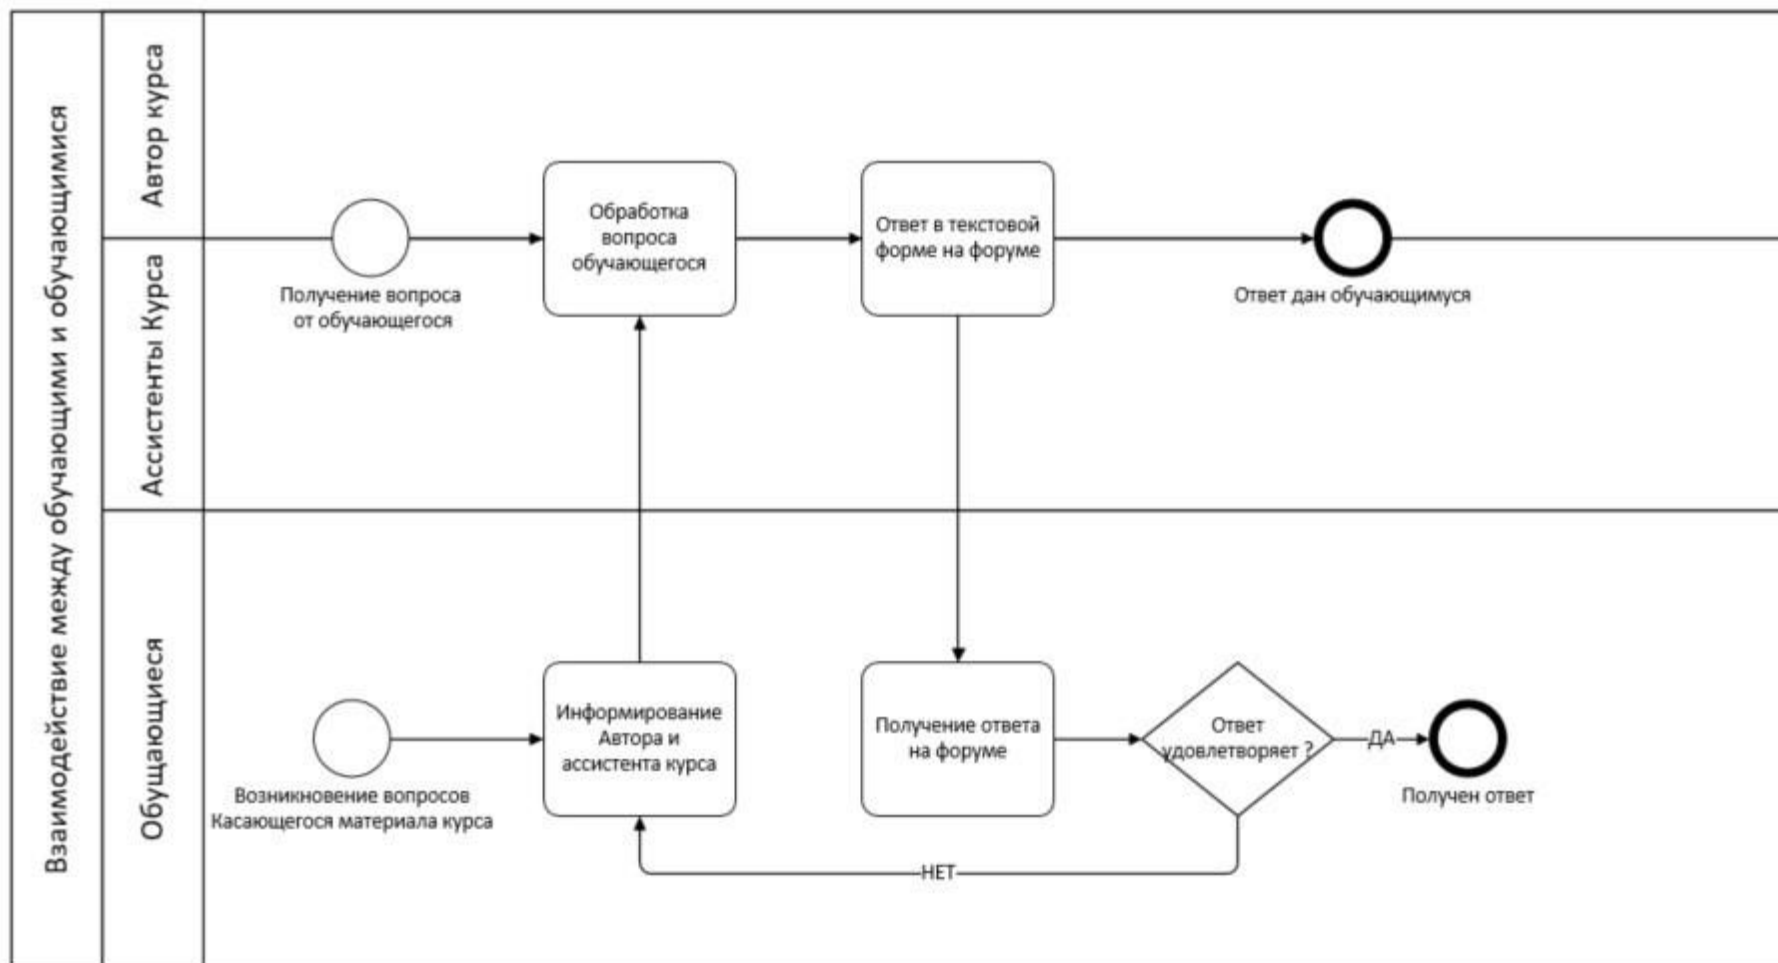 Взаимодействие между обучающими и обучающимися
Автор курса
Ассистенты Курса
Обущающиеся
Обработка
вопроса
обучающегося
Ответ в текстовой
форме на форуме
Получение вопроса
от обучающегося
Ответ дан обучающимуся
Информирование
Автора и
ассистента курса
Получение ответа
на форуме
Ответ
удовлетворяет ?
ДА
Возникновение вопросов
Касающегося материала курса
Получен ответ
НЕТ